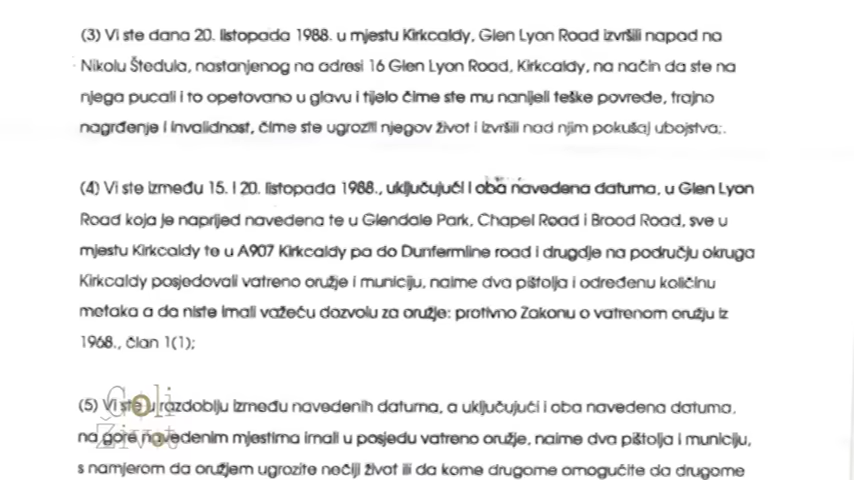 (3) Vi ste dana 20. listopada 1988. u mjestu Kirkcaldy, Glen Lyon Road izvršili napad na
Nikolu Štedula, nastanjenog na adresi 16 Glen Lyon Road, Kirkcaldy, na način da ste na
njega pucali i to opetovano u glavu i tijelo čime ste mu nanijeli teške povrede, trajno
nagrđenje i invalidnost, čime ste ugrozili njegov život i izvršili nad njim pokušaj ubojstva;.
(4) Vi ste između 15. i 20. listopada 1988., uključujući i oba navedena datuma, u Glen Lyon
Road koja je naprijed navedena te u Glendale Park, Chapel Road i Brood Road, sve u
mjestu Kirkcaldy te u A907 Kirkcaldy pa do Dunfermline road i drugdje na području okruga
Kirkcaldy posjedovali vatreno oružje i municiju, naime dva pištolja i određenu količinu
metaka a da niste imali važeću dozvolu za oružje: protivno Zakonu o vatrenom oružju iz
1968., član 1(1);
(5) Vi ste u razdoblju između navedenih datuma, a uključujući i oba navedena datuma,
na gore navedenim mjestima imali u posjedu vatreno oružje, naime dva pištolja i municiju,
s namjerom da oružjem ugrozite nečiji život ili da kome drugome omogućite da drugome
Goli
Život